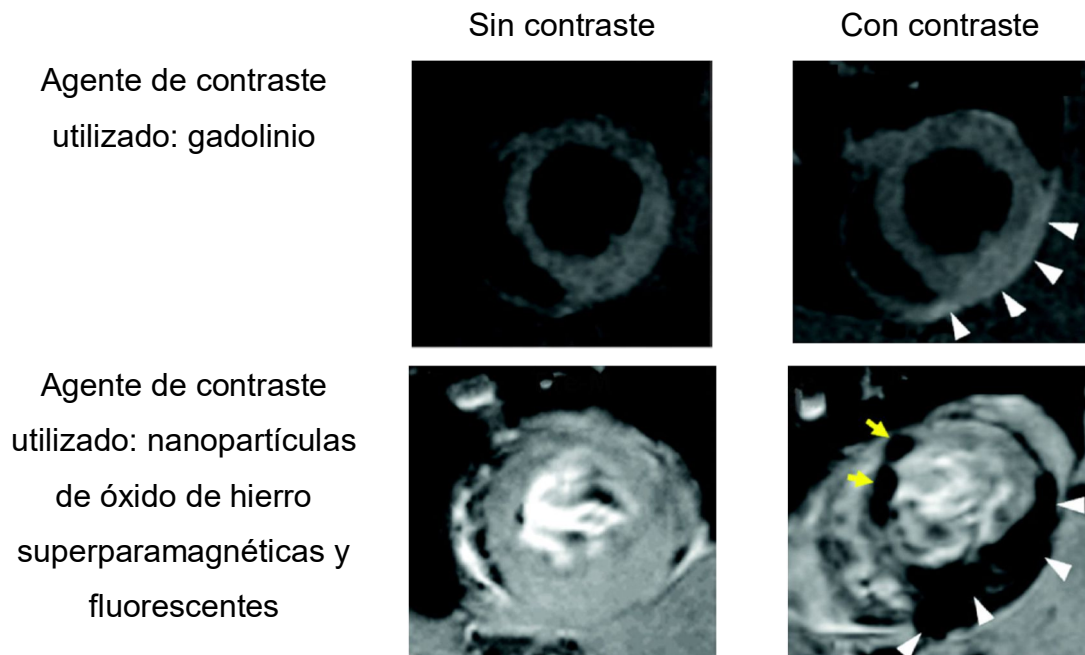 Sin contraste
Con contraste
Agente de contraste
utilizado: gadolinio
Agente de contraste
utilizado: nanopartículas
de óxido de hierro
superparamagnéticas y
fluorescentes